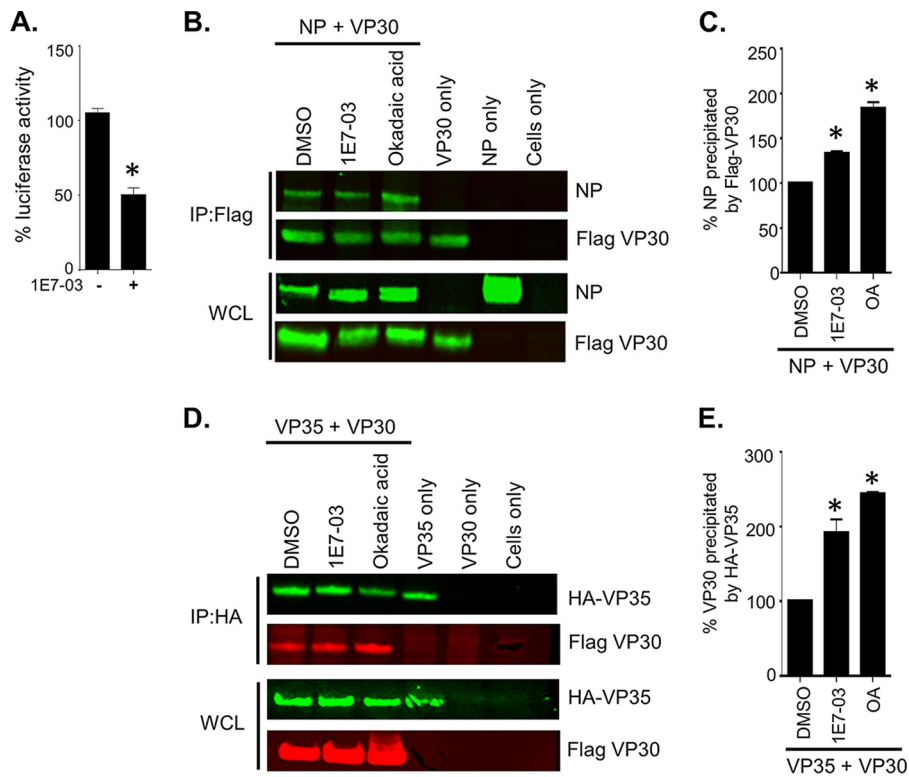 A.
150
100
50
0
% luciferase activity
*
1E7-03
-
+
B.
NP + VP30
DMSO
1E7-03
Okadaic acid
VP30 only
NP only
Cells only
IP:Flag
NP
Flag VP30
WCL
NP
Flag VP30
C.
% NP precipitated
by Flag-VP30
250
200
150
100
50
0
*
*
DMSO
1E7-03
OA
NP + VP30
D.
VP35 + VP30
DMSO
1E7-03
Okadaic acid
VP35 only
VP30 only
Cells only
IP:HA
HA-VP35
Flag VP30
WCL
HA-VP35
Flag VP30
E.
% VP30 precipitated
by HA-VP35
300
200
100
0
*
*
DMSO
1E7-03
OA
VP35 + VP30